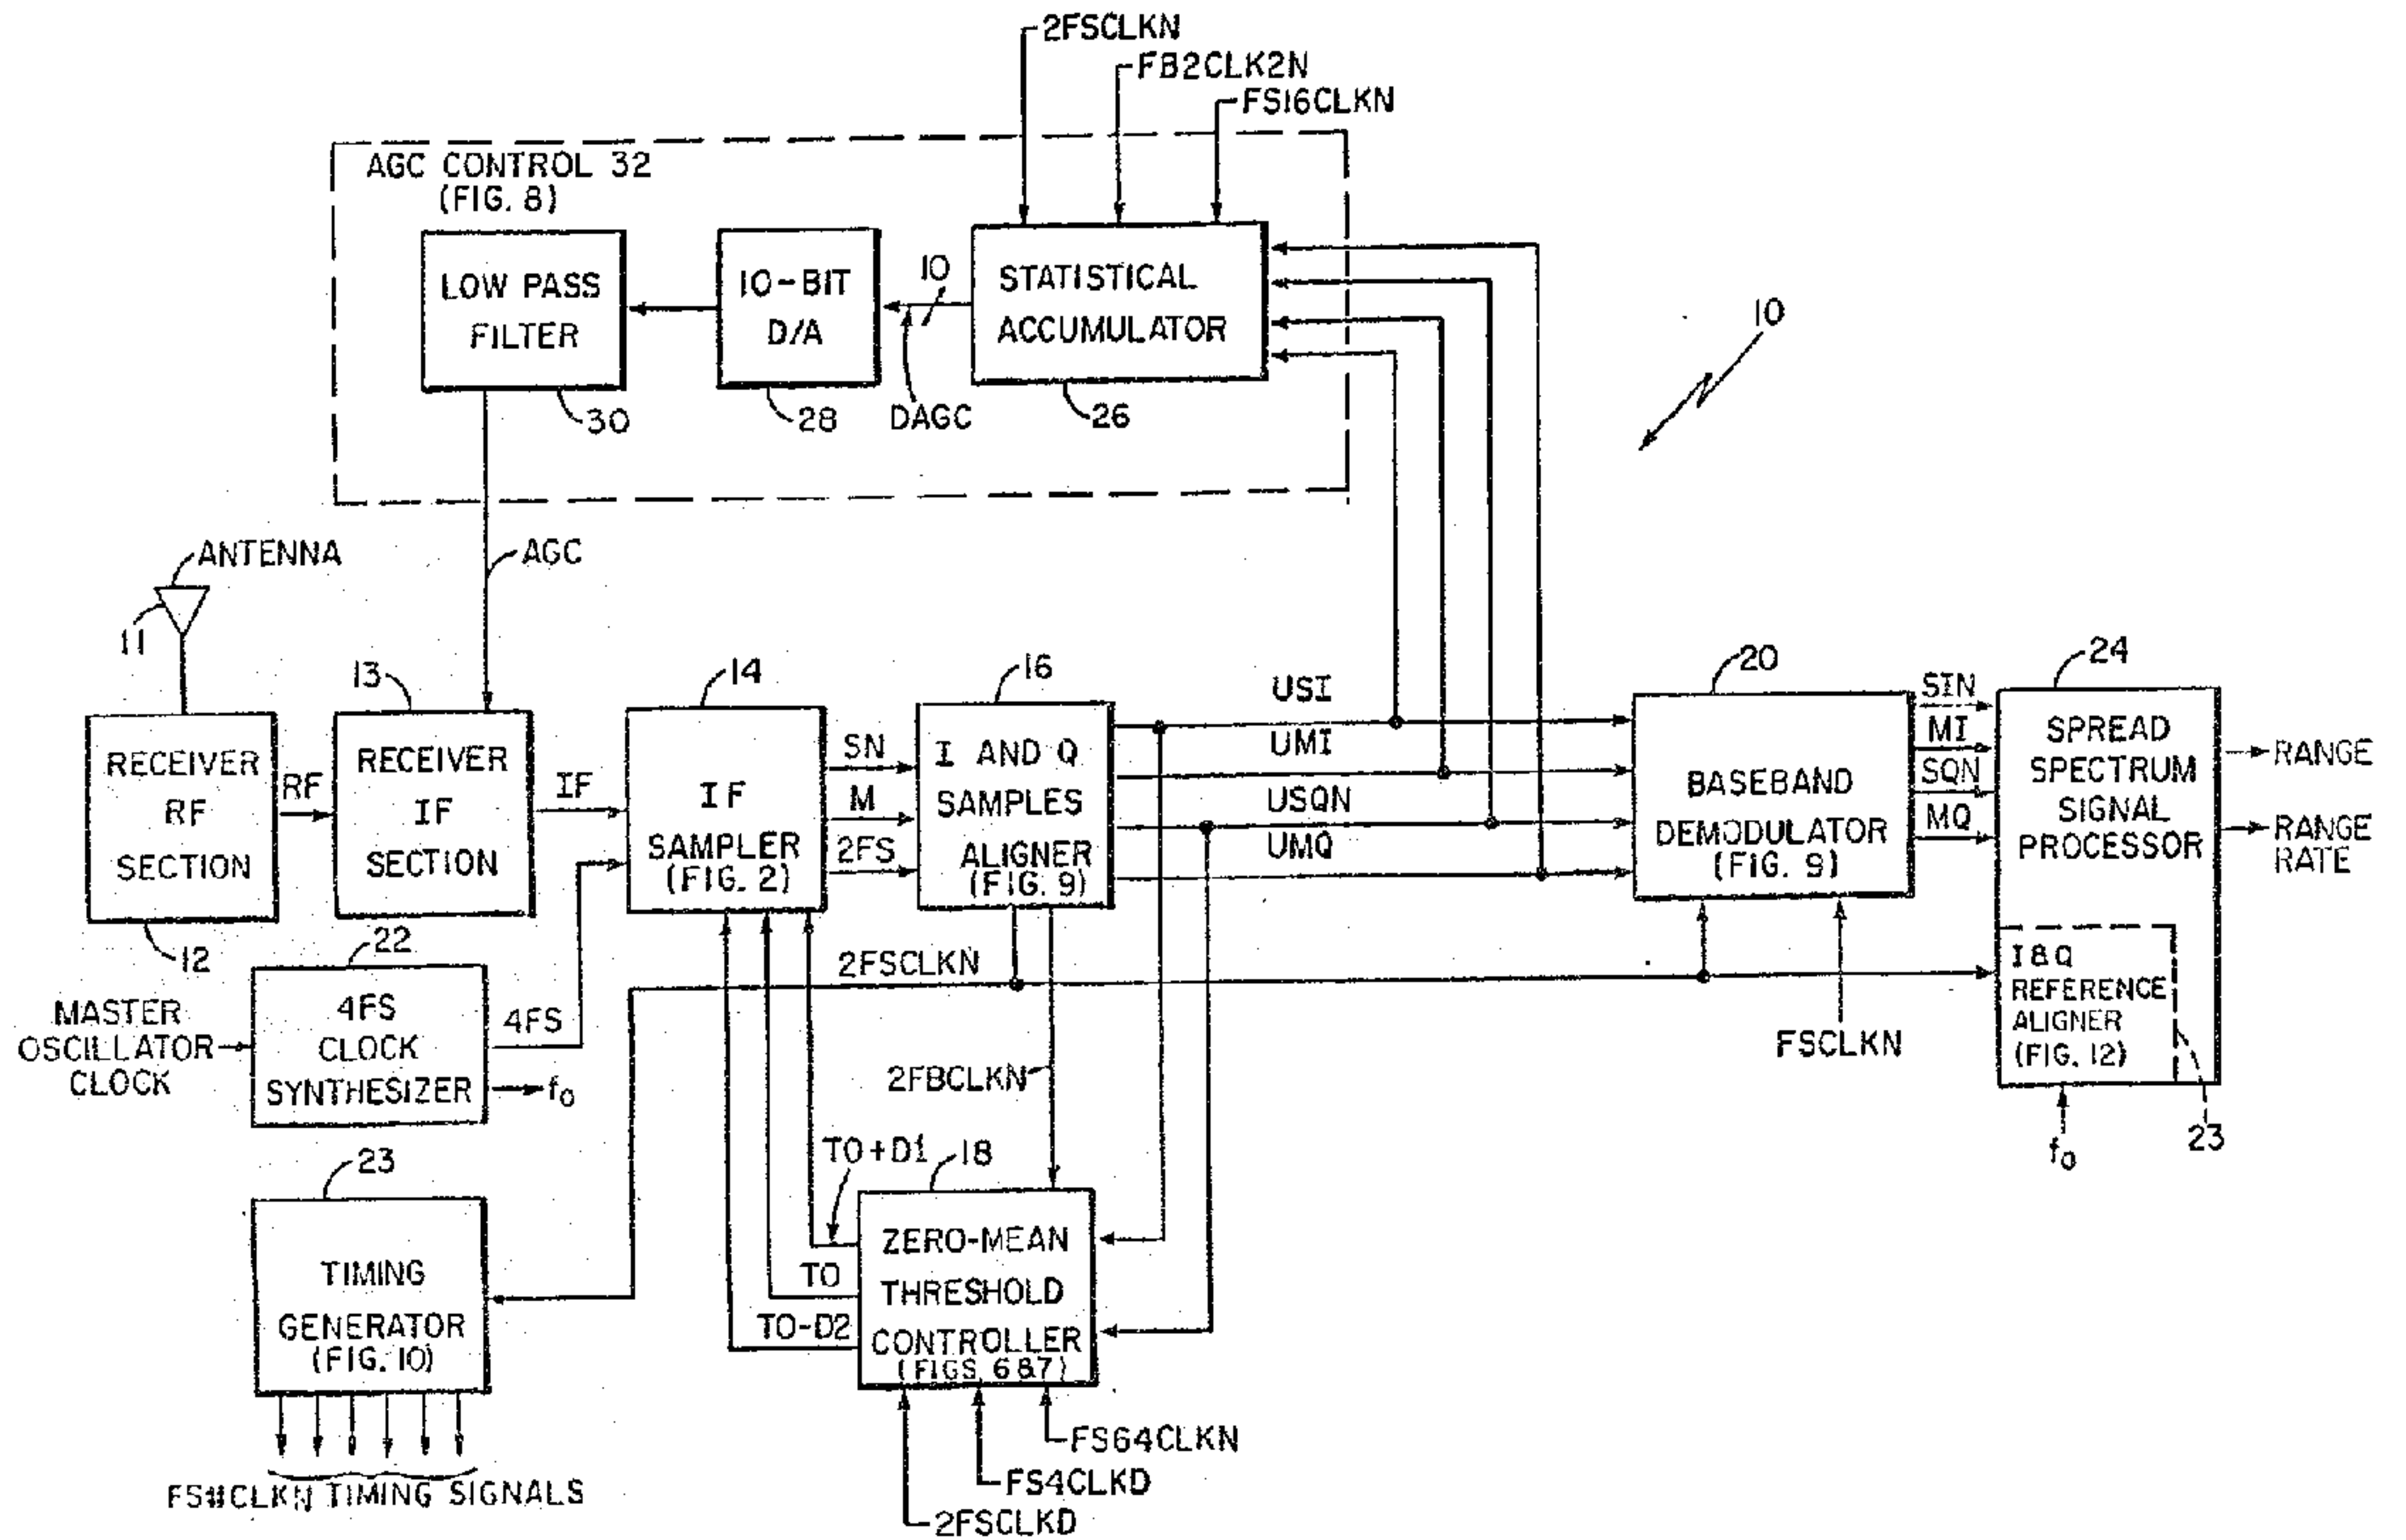 2FSCLKN
FB2CLK2N
FS16CLKN
AGC CONTROL 32
(FIG. 8)
LOW PASS
FILTER
30
10-BIT
D/A
28
10
DAGC
STATISTICAL
ACCUMULATOR
26
10
ANTENNA
11
AGC
RECEIVER
RF
SECTION
12
RF
13
RECEIVER
IF
SECTION
IF
14
IF
SAMPLER
(FIG. 2)
SN
M
2FS
16
I AND Q
SAMPLES
ALIGNER
(FIG. 9)
USI
UMI
USQN
UMQ
20
BASEBAND
DEMODULATOR
(FIG. 9)
SIN
MI
SQN
MQ
24
SPREAD
SPECTRUM
SIGNAL
PROCESSOR
RANGE
RANGE
RATE
I&Q
REFERENCE
ALIGNER
(FIG. 12)
23
fo
FSCLKN
2FSCLKN
2FBCLKN
MASTER
OSCILLATOR
CLOCK
22
4FS
CLOCK
SYNTHESIZER
4FS
fo
23
TIMING
GENERATOR
(FIG. 10)
FS#CLKN TIMING SIGNALS
TO+D1
TO
TO-D2
18
ZERO-MEAN
THRESHOLD
CONTROLLER
(FIGS. 6&7)
FS64CLKN
FS4CLKD
2FSCLKD